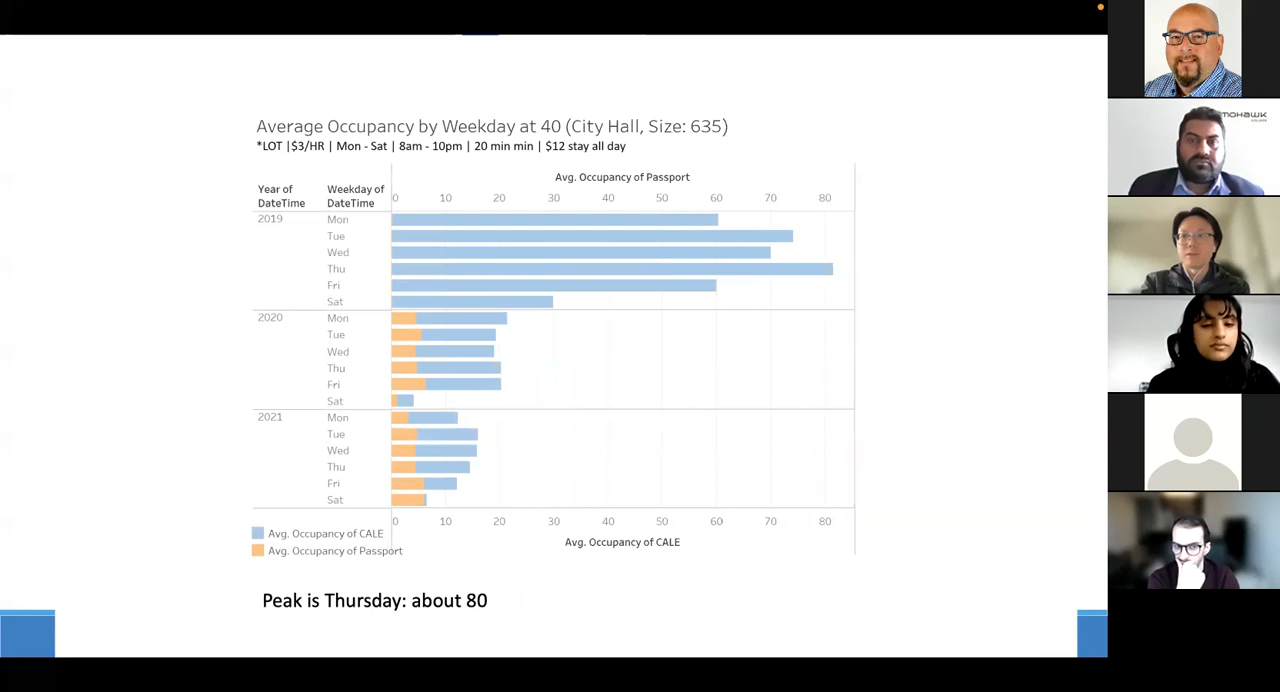 Average Occupancy by Weekday at 40 (City Hall, Size: 635)
*LOT |$3/HR | Mon - Sat | 8am - 10pm | 20 min min | $12 stay all day
Avg. Occupancy of Passport
Year of DateTime
Weekday of DateTime
0 10 20 30 40 50 60 70 80
2019 Mon
Tue
Wed
Thu
Fri
Sat
2020 Mon
Tue
Wed
Thu
Fri
Sat
2021 Mon
Tue
Wed
Thu
Fri
Sat
0 10 20 30 40 50 60 70 80
Avg. Occupancy of CALE
Avg. Occupancy of CALE
Avg. Occupancy of Passport
Peak is Thursday: about 80
mohawk
COLLEGE